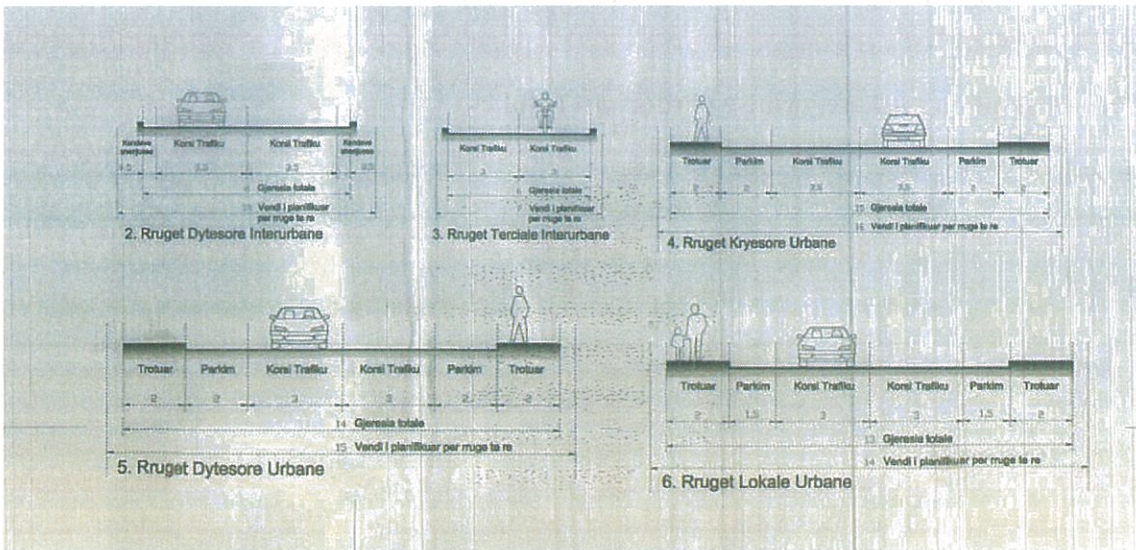 Korsi Trafiku Korsi Trafiku
3.5 3.5
Gjeresia totale
Vendi i planifikuar
per rruge te re
2. Rruget Dytesore Interurbane
Korsi Trafiku Korsi Trafiku
3 3
6 Gjeresia totale
7 Vendi i planifikuar
per rruge te re
3. Rruget Terciale Interurbane
Trotuar Parkim Korsi Trafiku Korsi Trafiku Parkim Trotuar
2 2 3.5 3.5 2 2
15 Gjeresia totale
16 Vendi i planifikuar per rruge te re
4. Rruget Kryesore Urbane
Trotuar Parkim Korsi Trafiku Korsi Trafiku Parkim Trotuar
2 2 3 3 2 2
14 Gjeresia totale
15 Vendi i planifikuar per rruge te re
5. Rruget Dytesore Urbane
Trotuar Parkim Korsi Trafiku Korsi Trafiku Parkim Trotuar
2 1.5 3 3 1.5 2
13 Gjeresia totale
14 Vendi i planifikuar per rruge te re
6. Rruget Lokale Urbane